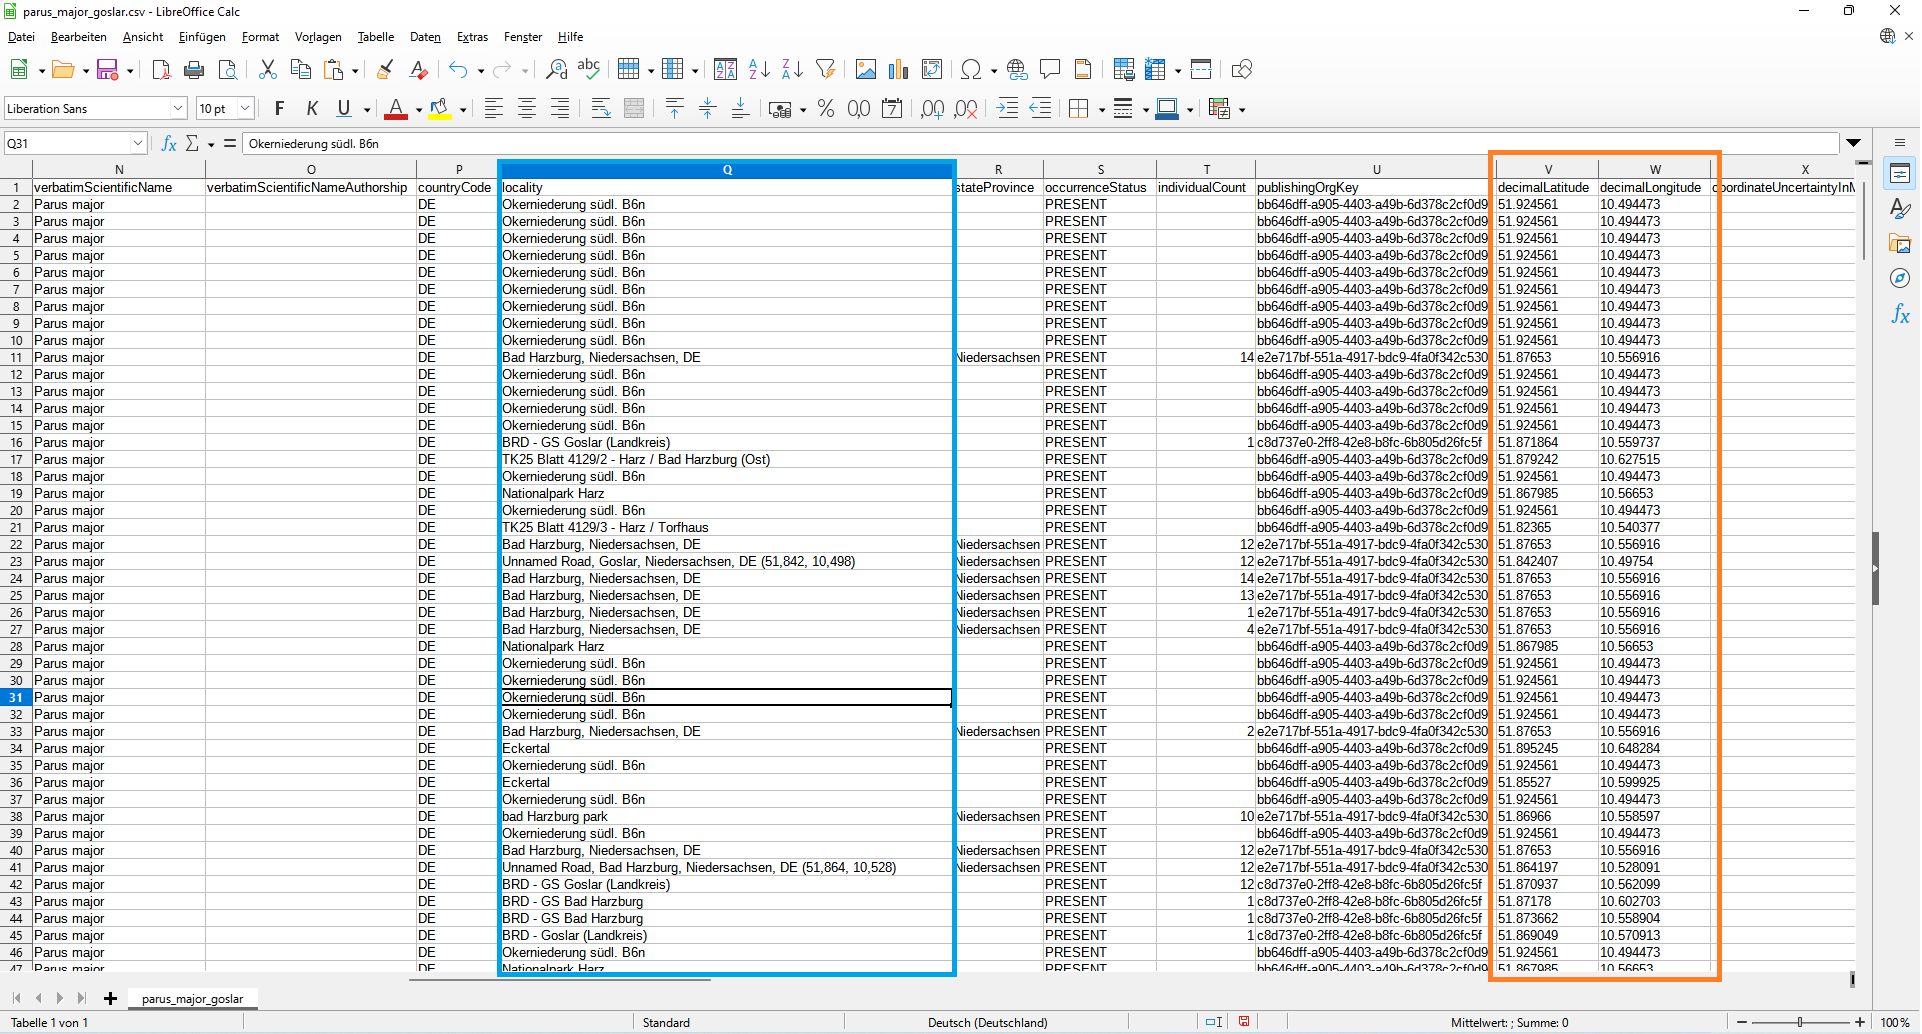 parus_major_goslar.csv - LibreOffice Calc
Datei Bearbeiten Ansicht Einfügen Format Vorlagen Tabelle Daten Extras Fenster Hilfe
Liberation Sans 10 pt F K U
Q31 fx Σ = Okerniederung südl. B6n
N O P Q R S T U V W X
1 verbatimScientificName verbatimScientificNameAuthorship countryCode locality stateProvince occurrenceStatus individualCount publishingOrgKey decimalLatitude decimalLongitude coordinateUncertaintyInM
2 Parus major DE Okerniederung südl. B6n PRESENT bb646dff-a905-4403-a49b-6d378c2cf0d9 51.924561 10.494473
3 Parus major DE Okerniederung südl. B6n PRESENT bb646dff-a905-4403-a49b-6d378c2cf0d9 51.924561 10.494473
4 Parus major DE Okerniederung südl. B6n PRESENT bb646dff-a905-4403-a49b-6d378c2cf0d9 51.924561 10.494473
5 Parus major DE Okerniederung südl. B6n PRESENT bb646dff-a905-4403-a49b-6d378c2cf0d9 51.924561 10.494473
6 Parus major DE Okerniederung südl. B6n PRESENT bb646dff-a905-4403-a49b-6d378c2cf0d9 51.924561 10.494473
7 Parus major DE Okerniederung südl. B6n PRESENT bb646dff-a905-4403-a49b-6d378c2cf0d9 51.924561 10.494473
8 Parus major DE Okerniederung südl. B6n PRESENT bb646dff-a905-4403-a49b-6d378c2cf0d9 51.924561 10.494473
9 Parus major DE Okerniederung südl. B6n PRESENT bb646dff-a905-4403-a49b-6d378c2cf0d9 51.924561 10.494473
10 Parus major DE Okerniederung südl. B6n PRESENT bb646dff-a905-4403-a49b-6d378c2cf0d9 51.924561 10.494473
11 Parus major DE Bad Harzburg, Niedersachsen, DE Niedersachsen PRESENT 14 e2e717bf-551a-4917-bdc9-4fa0f342c530 51.87653 10.556916
12 Parus major DE Okerniederung südl. B6n PRESENT bb646dff-a905-4403-a49b-6d378c2cf0d9 51.924561 10.494473
13 Parus major DE Okerniederung südl. B6n PRESENT bb646dff-a905-4403-a49b-6d378c2cf0d9 51.924561 10.494473
14 Parus major DE Okerniederung südl. B6n PRESENT bb646dff-a905-4403-a49b-6d378c2cf0d9 51.924561 10.494473
15 Parus major DE Okerniederung südl. B6n PRESENT bb646dff-a905-4403-a49b-6d378c2cf0d9 51.924561 10.494473
16 Parus major DE BRD - GS Goslar (Landkreis) PRESENT 1 c8d737e0-2ff8-42e8-b8fc-6b805d26fc5f 51.871864 10.559737
17 Parus major DE TK25 Blatt 4129/2 - Harz / Bad Harzburg (Ost) PRESENT bb646dff-a905-4403-a49b-6d378c2cf0d9 51.879242 10.627515
18 Parus major DE Okerniederung südl. B6n PRESENT bb646dff-a905-4403-a49b-6d378c2cf0d9 51.924561 10.494473
19 Parus major DE Nationalpark Harz PRESENT bb646dff-a905-4403-a49b-6d378c2cf0d9 51.867985 10.56653
20 Parus major DE Okerniederung südl. B6n PRESENT bb646dff-a905-4403-a49b-6d378c2cf0d9 51.924561 10.494473
21 Parus major DE TK25 Blatt 4129/3 - Harz / Torfhaus PRESENT bb646dff-a905-4403-a49b-6d378c2cf0d9 51.82365 10.540377
22 Parus major DE Bad Harzburg, Niedersachsen, DE Niedersachsen PRESENT 12 e2e717bf-551a-4917-bdc9-4fa0f342c530 51.87653 10.556916
23 Parus major DE Unnamed Road, Goslar, Niedersachsen, DE (51,842, 10,498) Niedersachsen PRESENT 12 e2e717bf-551a-4917-bdc9-4fa0f342c530 51.842407 10.49754
24 Parus major DE Bad Harzburg, Niedersachsen, DE Niedersachsen PRESENT 14 e2e717bf-551a-4917-bdc9-4fa0f342c530 51.87653 10.556916
25 Parus major DE Bad Harzburg, Niedersachsen, DE Niedersachsen PRESENT 13 e2e717bf-551a-4917-bdc9-4fa0f342c530 51.87653 10.556916
26 Parus major DE Bad Harzburg, Niedersachsen, DE Niedersachsen PRESENT 1 e2e717bf-551a-4917-bdc9-4fa0f342c530 51.87653 10.556916
27 Parus major DE Bad Harzburg, Niedersachsen, DE Niedersachsen PRESENT 4 e2e717bf-551a-4917-bdc9-4fa0f342c530 51.87653 10.556916
28 Parus major DE Nationalpark Harz PRESENT bb646dff-a905-4403-a49b-6d378c2cf0d9 51.867985 10.56653
29 Parus major DE Okerniederung südl. B6n PRESENT bb646dff-a905-4403-a49b-6d378c2cf0d9 51.924561 10.494473
30 Parus major DE Okerniederung südl. B6n PRESENT bb646dff-a905-4403-a49b-6d378c2cf0d9 51.924561 10.494473
31 Parus major DE Okerniederung südl. B6n PRESENT bb646dff-a905-4403-a49b-6d378c2cf0d9 51.924561 10.494473
32 Parus major DE Okerniederung südl. B6n PRESENT bb646dff-a905-4403-a49b-6d378c2cf0d9 51.924561 10.494473
33 Parus major DE Bad Harzburg, Niedersachsen, DE Niedersachsen PRESENT 2 e2e717bf-551a-4917-bdc9-4fa0f342c530 51.87653 10.556916
34 Parus major DE Eckertal PRESENT bb646dff-a905-4403-a49b-6d378c2cf0d9 51.895245 10.648284
35 Parus major DE Okerniederung südl. B6n PRESENT bb646dff-a905-4403-a49b-6d378c2cf0d9 51.924561 10.494473
36 Parus major DE Eckertal PRESENT bb646dff-a905-4403-a49b-6d378c2cf0d9 51.85527 10.599925
37 Parus major DE Okerniederung südl. B6n PRESENT bb646dff-a905-4403-a49b-6d378c2cf0d9 51.924561 10.494473
38 Parus major DE bad Harzburg park Niedersachsen PRESENT 10 e2e717bf-551a-4917-bdc9-4fa0f342c530 51.86966 10.558597
39 Parus major DE Okerniederung südl. B6n PRESENT bb646dff-a905-4403-a49b-6d378c2cf0d9 51.924561 10.494473
40 Parus major DE Bad Harzburg, Niedersachsen, DE Niedersachsen PRESENT 12 e2e717bf-551a-4917-bdc9-4fa0f342c530 51.87653 10.556916
41 Parus major DE Unnamed Road, Bad Harzburg, Niedersachsen, DE (51,864, 10,528) Niedersachsen PRESENT 12 e2e717bf-551a-4917-bdc9-4fa0f342c530 51.864197 10.528091
42 Parus major DE BRD - GS Goslar (Landkreis) PRESENT 12 c8d737e0-2ff8-42e8-b8fc-6b805d26fc5f 51.870937 10.562099
43 Parus major DE BRD - GS Bad Harzburg PRESENT 1 c8d737e0-2ff8-42e8-b8fc-6b805d26fc5f 51.87178 10.602703
44 Parus major DE BRD - GS Bad Harzburg PRESENT 1 c8d737e0-2ff8-42e8-b8fc-6b805d26fc5f 51.873662 10.558904
45 Parus major DE BRD - Goslar (Landkreis) PRESENT 1 c8d737e0-2ff8-42e8-b8fc-6b805d26fc5f 51.869049 10.570913
46 Parus major DE Okerniederung südl. B6n PRESENT bb646dff-a905-4403-a49b-6d378c2cf0d9 51.924561 10.494473
47 Parus major DE Nationalpark Harz PRESENT bb646dff-a905-4403-a49b-6d378c2cf0d9 51.867985 10.56653
parus_major_goslar
Tabelle 1 von 1 Standard Deutsch (Deutschland) Mittelwert: ; Summe: 0 100%